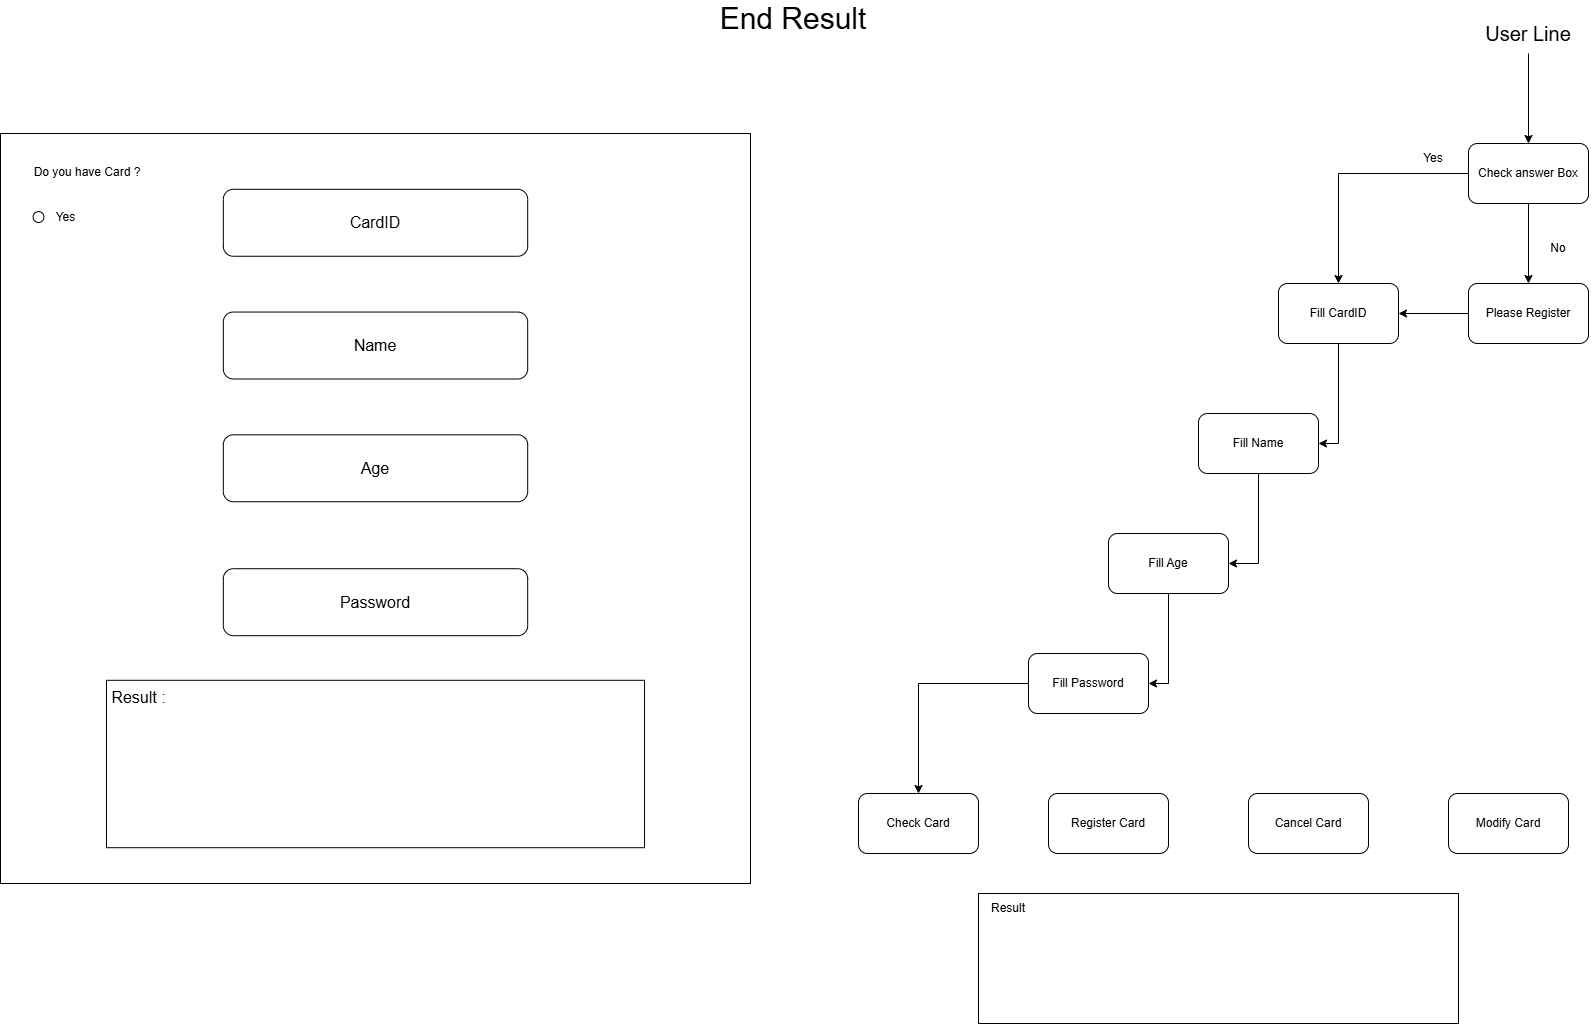 End Result
User Line
Do you have Card ?
Yes
CardID
Name
Age
Password
Result :
Check answer Box
Yes
No
Please Register
Fill CardID
Fill Name
Fill Age
Fill Password
Check Card
Register Card
Cancel Card
Modify Card
Result